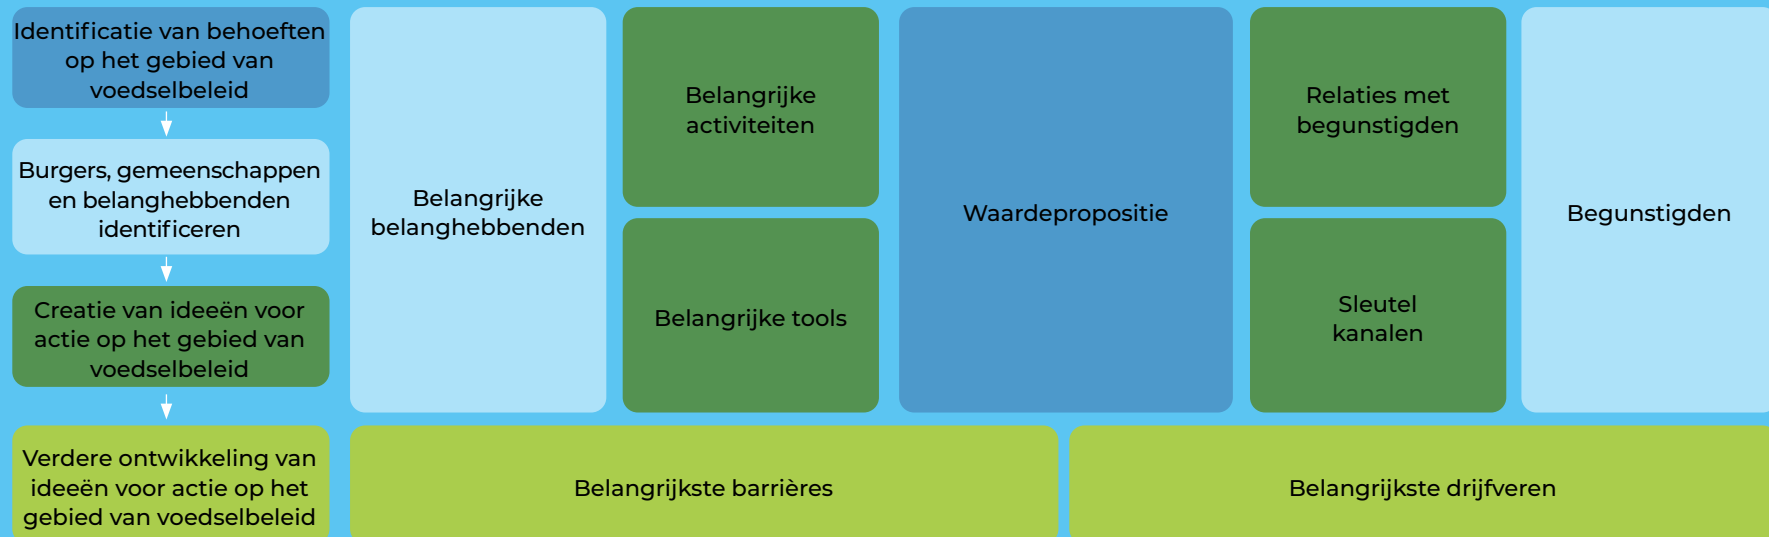 Identificatie van behoeften
op het gebied van
voedselbeleid
Burgers, gemeenschappen
en belanghebbenden
identificeren
Creatie van ideeën voor
actie op het gebied van
voedselbeleid
Verdere ontwikkeling van
ideeën voor actie op het
gebied van voedselbeleid
Belangrijke
belanghebbenden
Belangrijke
activiteiten
Belangrijke tools
Waardepropositie
Relaties met
begunstigden
Sleutel
kanalen
Begunstigden
Belangrijkste barrières
Belangrijkste drijfveren